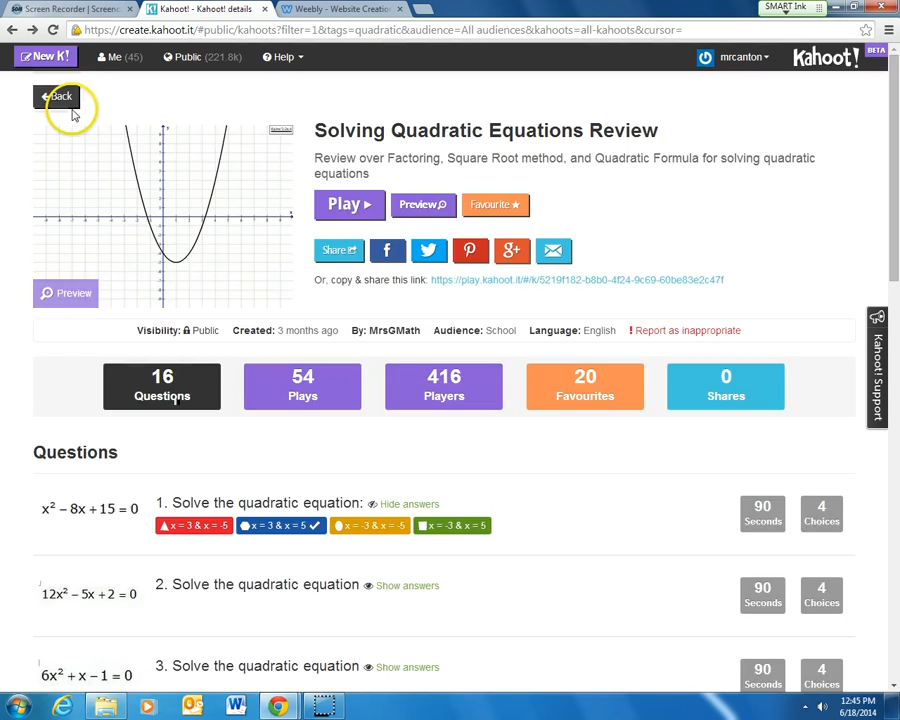 Screen Recorder | Screenc
Kahoot! - Kahoot! details
Weebly - Website Creation
SMART Ink
https://create.kahoot.it/#public/kahoots?filter=1&tags=quadratic&audience=All audiences&kahoots=all-kahoots&cursor=
New K!
Me (45)
Public (221.8k)
Help
mrcanton
Kahoot!
BETA
Back
Solving Quadratic Equations Review
Review over Factoring, Square Root method, and Quadratic Formula for solving quadratic
equations
Play
Preview
Favourite
Share
Or, copy & share this link: https://play.kahoot.it/#/k/5219f182-b8b0-4f24-9c69-60be83e2c47f
Preview
Visibility: Public Created: 3 months ago By: MrsGMath Audience: School Language: English ! Report as inappropriate
Kahoot! Support
16 54 416 20 0
Questions Plays Players Favourites Shares
Questions
x² − 8x + 15 = 0
1. Solve the quadratic equation: Hide answers
x = 3 & x = -5 x = 3 & x = 5 ✓ x = -3 & x = -5 x = -3 & x = 5
90 4
Seconds Choices
12x² − 5x + 2 = 0
2. Solve the quadratic equation Show answers
90 4
Seconds Choices
6x² + x − 1 = 0
3. Solve the quadratic equation Show answers
90 4
Seconds Choices
12:45 PM
6/18/2014